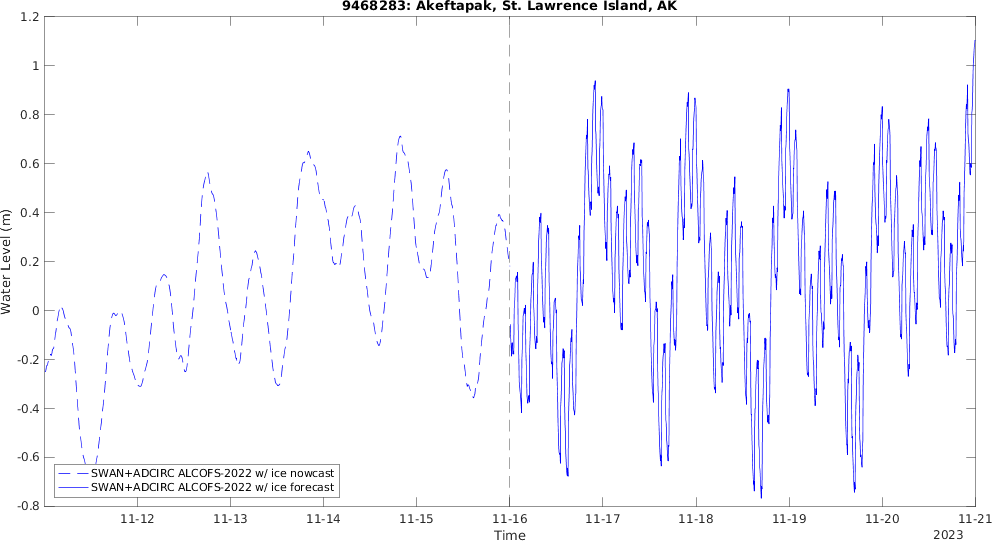 9468283: Akeftapak, St. Lawrence Island, AK
1.2
1
0.8
0.6
0.4
0.2
0
-0.2
-0.4
-0.6
-0.8
Water Level (m)
SWAN+ADCIRC ALCOFS-2022 w/ ice nowcast
SWAN+ADCIRC ALCOFS-2022 w/ ice forecast
11-12 11-13 11-14 11-15 11-16 11-17 11-18 11-19 11-20 11-21
Time
2023